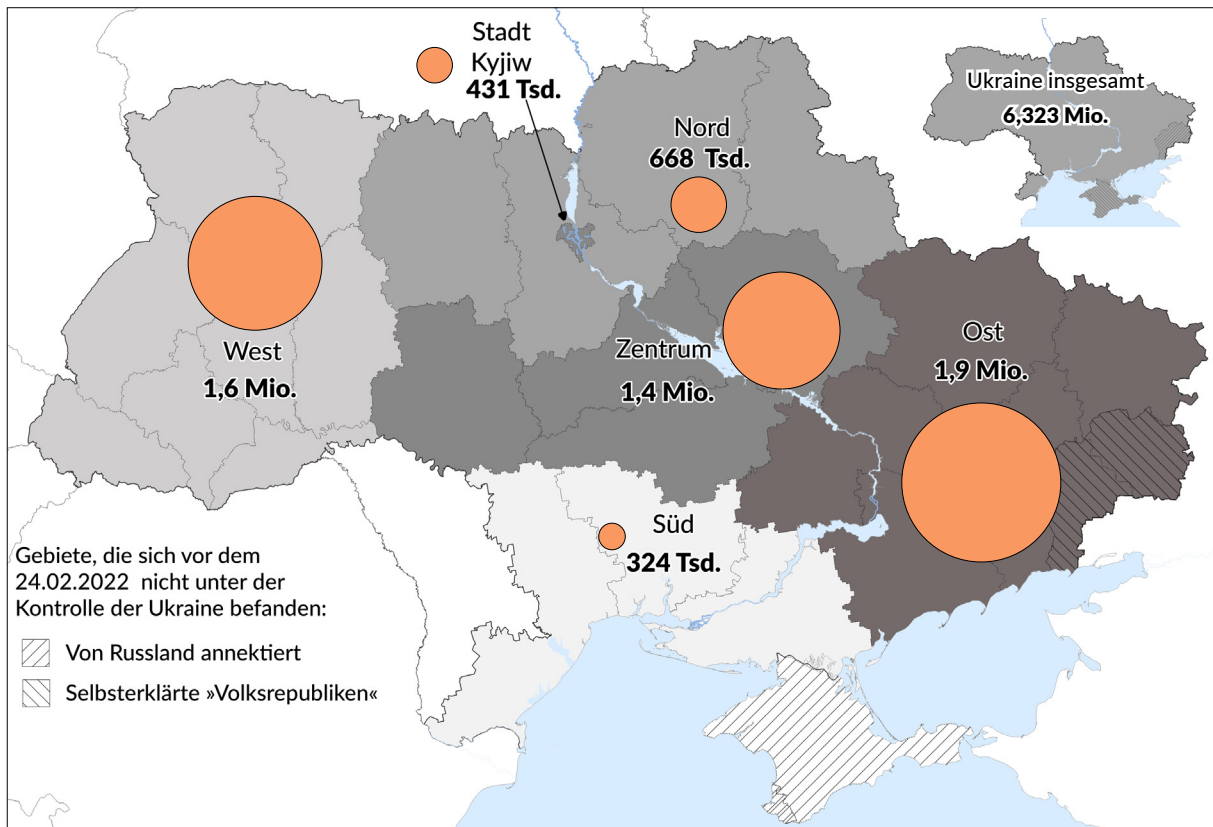 Stadt
Kyjiw
431 Tsd.
Ukraine insgesamt
6,323 Mio.
Nord
668 Tsd.
West
1,6 Mio.
Zentrum
1,4 Mio.
Ost
1,9 Mio.
Süd
324 Tsd.
Gebiete, die sich vor dem
24.02.2022 nicht unter der
Kontrolle der Ukraine befanden:
Von Russland annektiert
Selbsterklärte »Volksrepubliken«